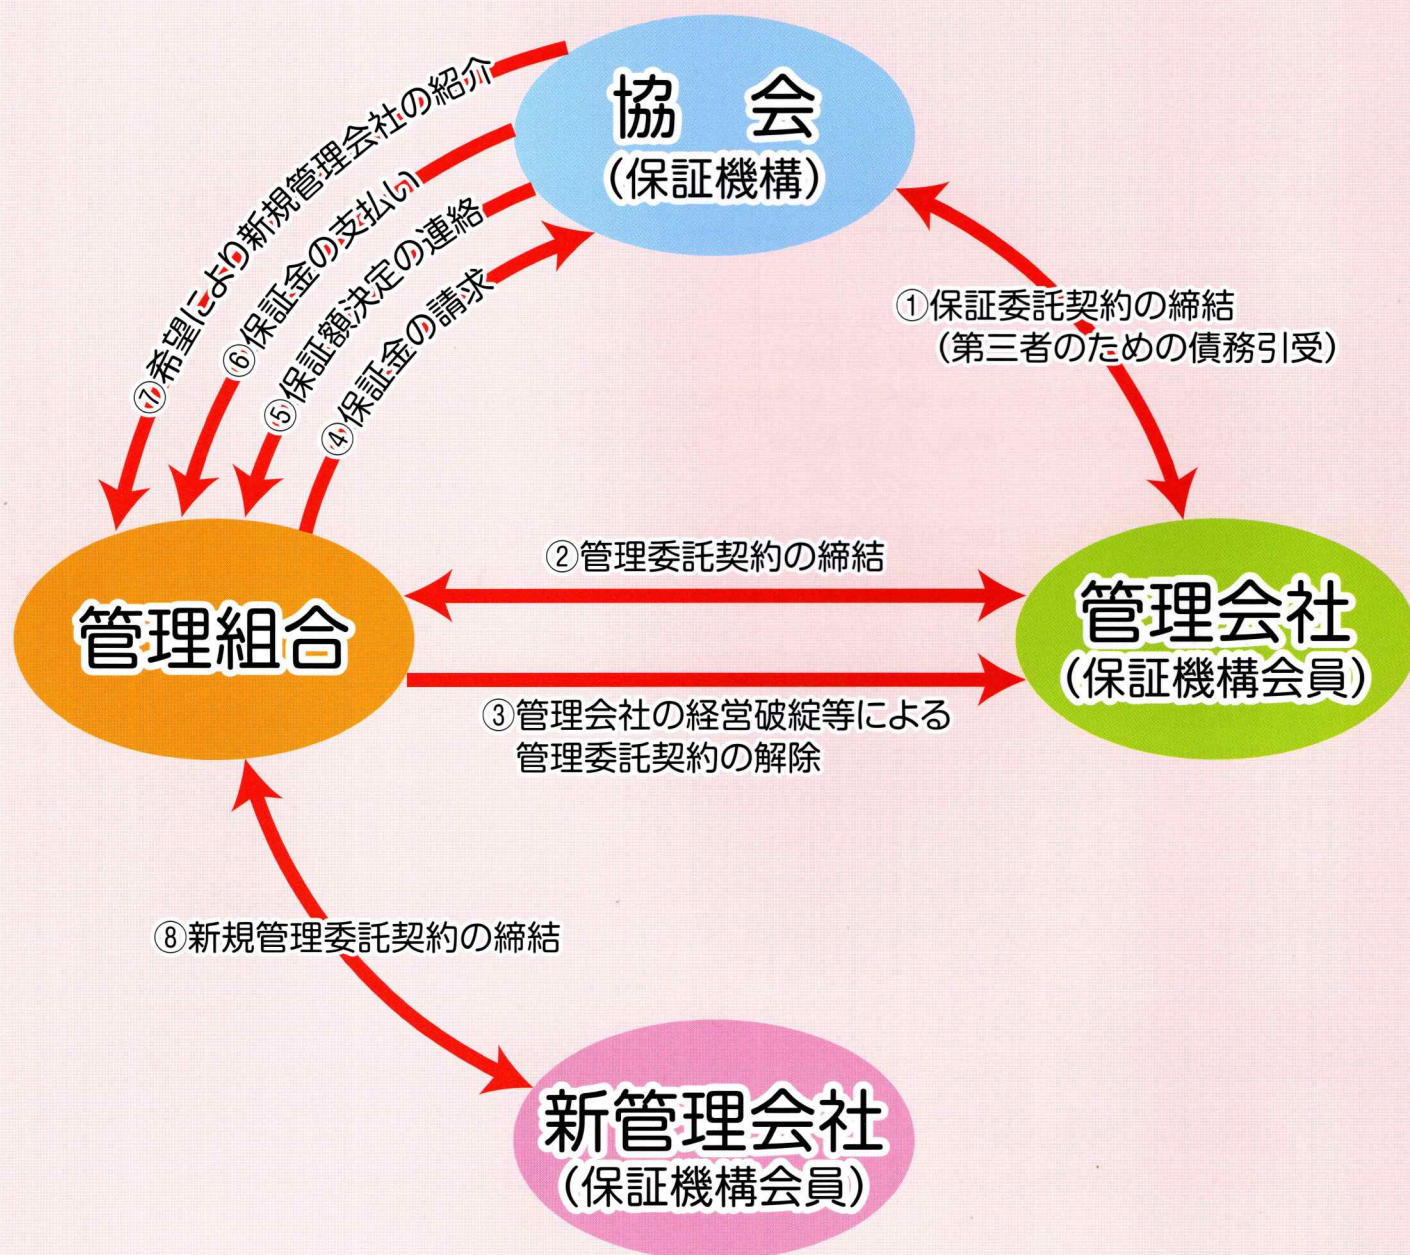 協　会
(保証機構)
①保証委託契約の締結
(第三者のための債務引受)
⑦希望により新規管理会社の紹介
⑥保証金の支払い
⑤保証額決定の連絡
④保証金の請求
②管理委託契約の締結
管理組合
管理会社
(保証機構会員)
③管理会社の経営破綻等による
管理委託契約の解除
⑧新規管理委託契約の締結
新管理会社
(保証機構会員)